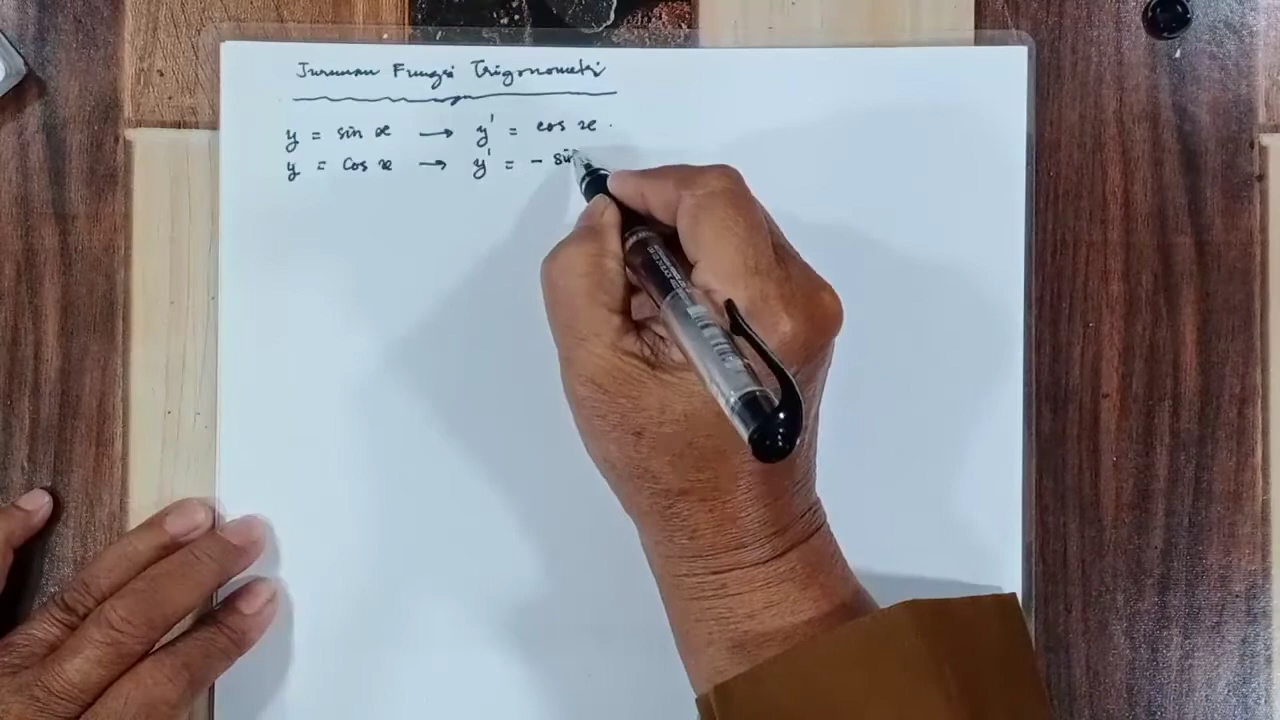 Turunan Fungsi Trigonometri
y = sin x → y' = cos x.
y = cos x → y' = - sin